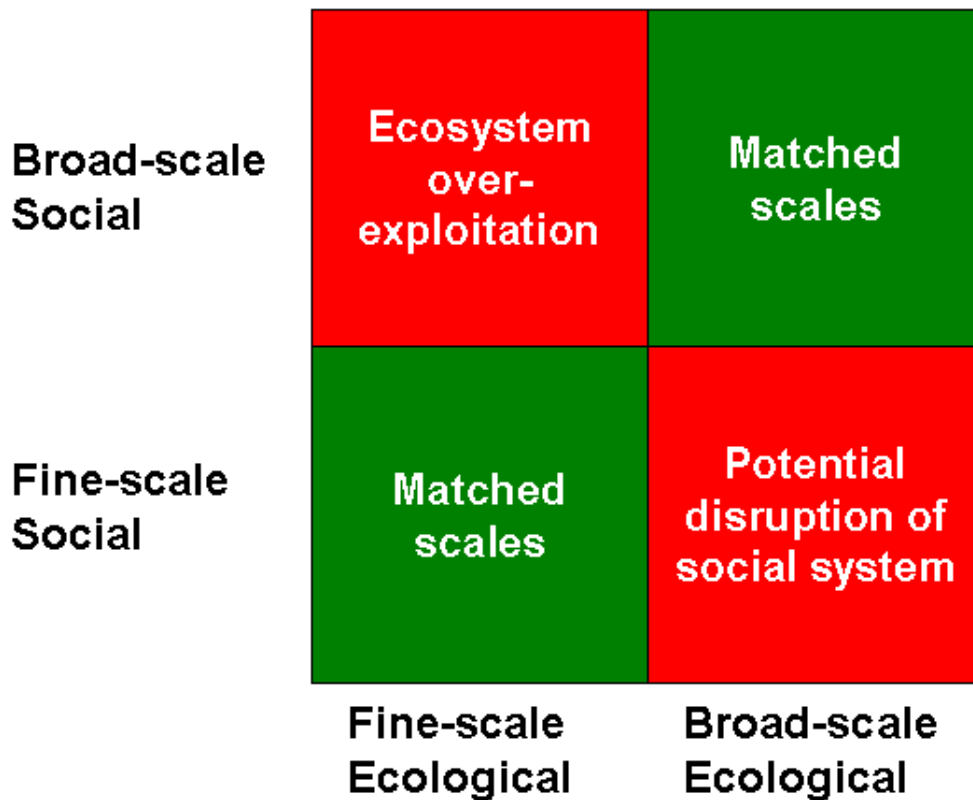 Broad-scale
Social
Ecosystem
over-
exploitation
Matched
scales
Fine-scale
Social
Matched
scales
Potential
disruption of
social system
Fine-scale
Ecological
Broad-scale
Ecological